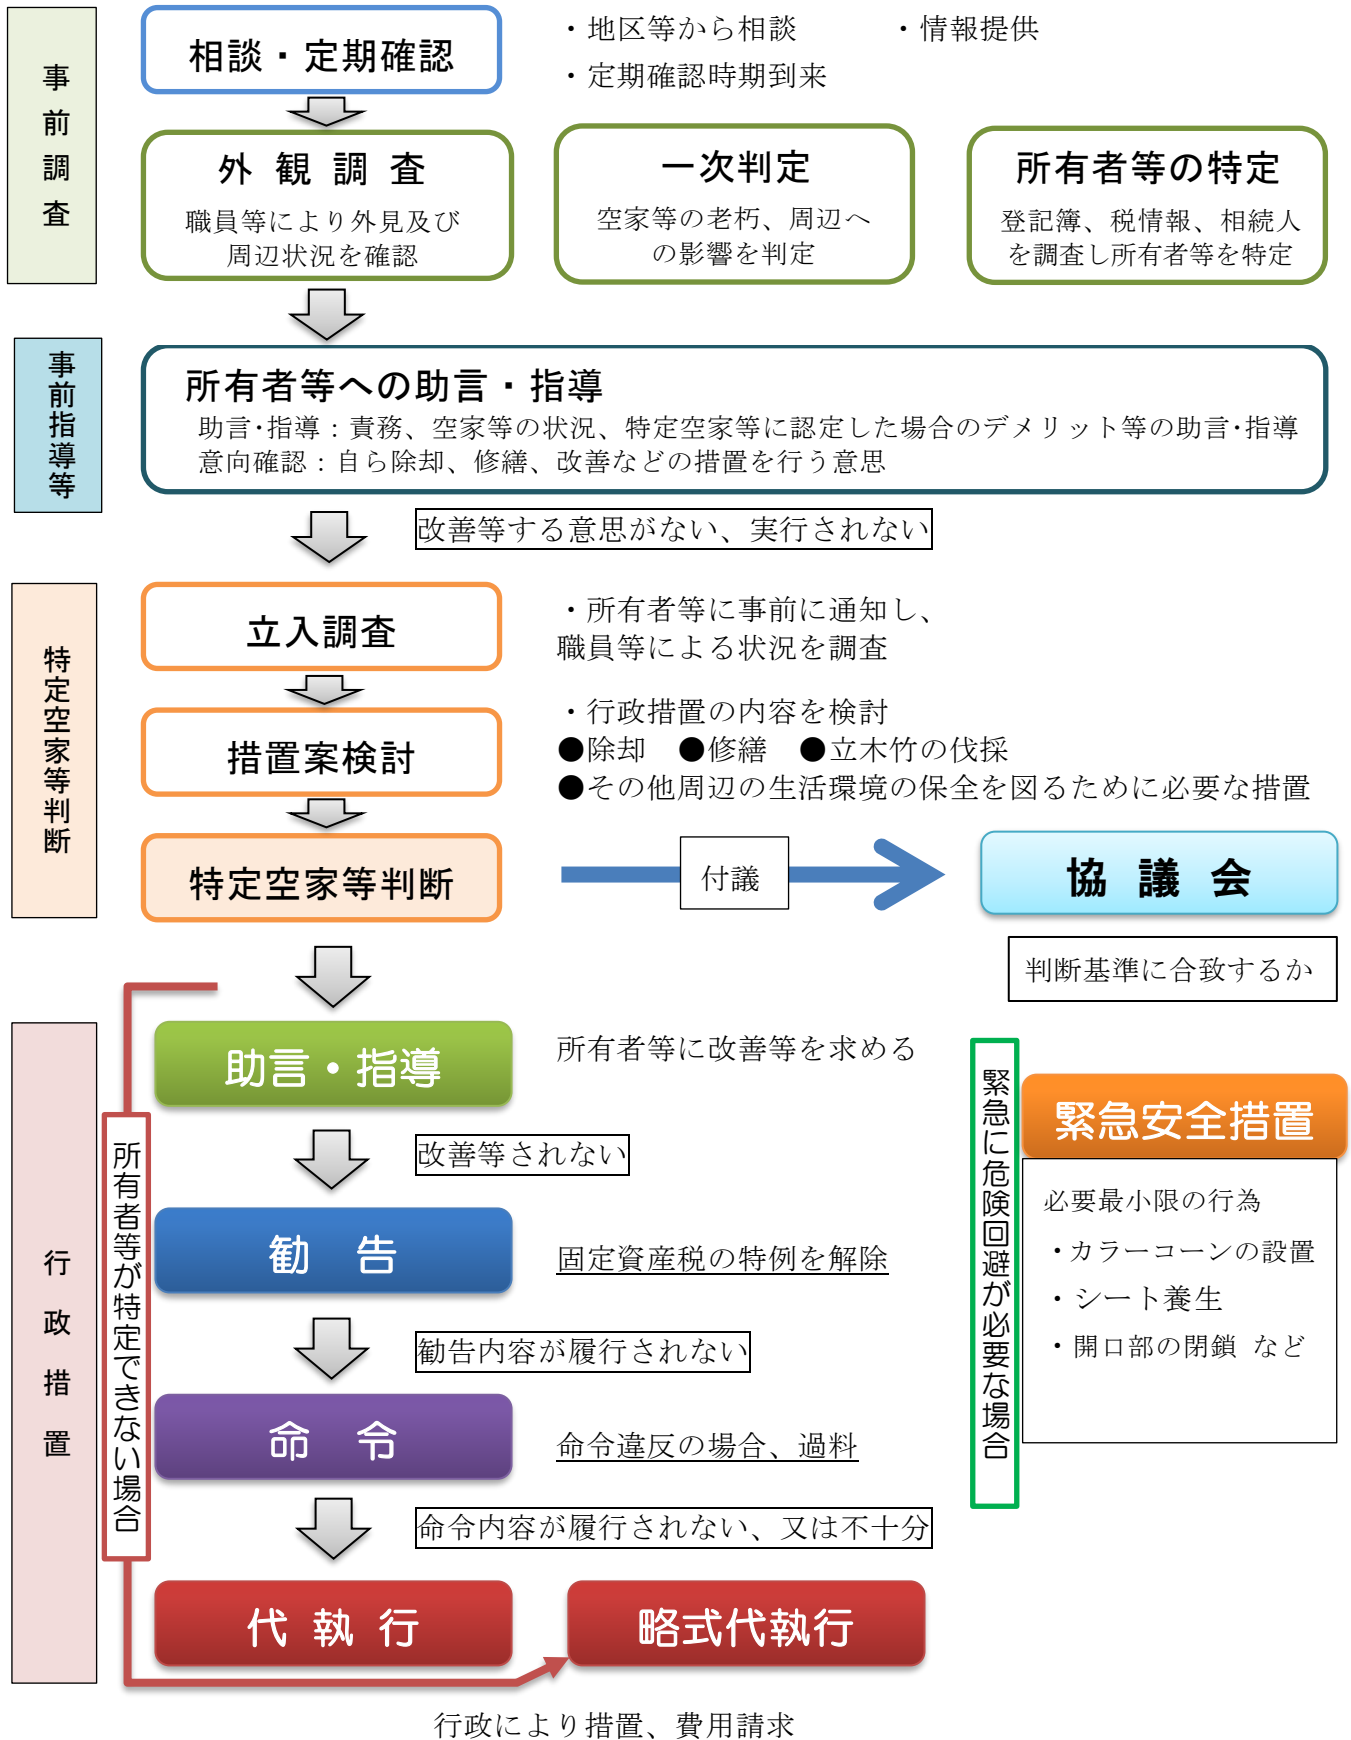 事前調査
相談・定期確認
・地区等から相談　　　・情報提供
・定期確認時期到来
外観調査
職員等により外見及び
周辺状況を確認
一次判定
空家等の老朽、周辺へ
の影響を判定
所有者等の特定
登記簿、税情報、相続人
を調査し所有者等を特定
事前指導等
所有者等への助言・指導
助言･指導：責務、空家等の状況、特定空家等に認定した場合のデメリット等の助言･指導
意向確認：自ら除却、修繕、改善などの措置を行う意思
改善等する意思がない、実行されない
特定空家等判断
立入調査
・所有者等に事前に通知し、
職員等による状況を調査
措置案検討
・行政措置の内容を検討
●除却　●修繕　●立木竹の伐採
●その他周辺の生活環境の保全を図るために必要な措置
特定空家等判断
付議
協議会
判断基準に合致するか
行政措置
所有者等が特定できない場合
助言・指導
所有者等に改善等を求める
改善等されない
勧告
固定資産税の特例を解除
勧告内容が履行されない
命令
命令違反の場合、過料
命令内容が履行されない、又は不十分
代執行
略式代執行
行政により措置、費用請求
緊急に危険回避が必要な場合
緊急安全措置
必要最小限の行為
・カラーコーンの設置
・シート養生
・開口部の閉鎖 など